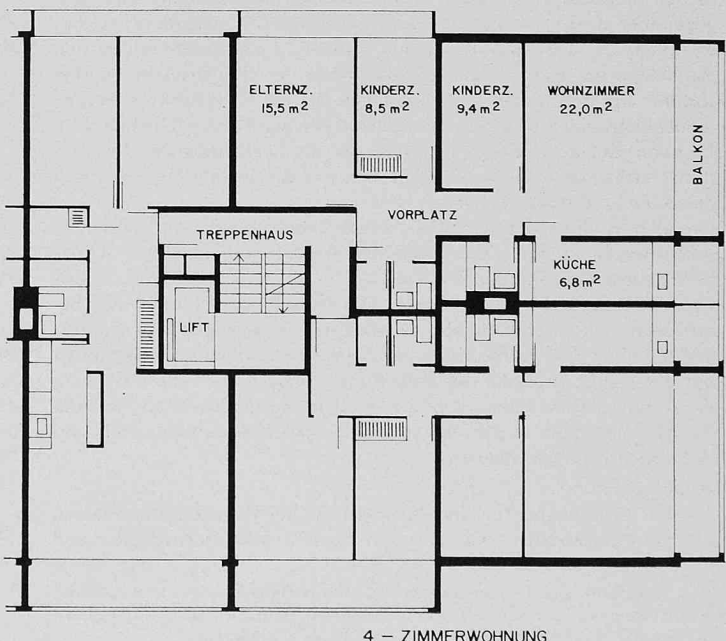 ELTERNZ.
15,5 m²
KINDERZ.
8,5 m²
KINDERZ.
9,4 m²
WOHNZIMMER
22,0 m²
BALKON
VORPLATZ
TREPPENHAUS
KÜCHE
6,8 m²
LIFT
4 – ZIMMERWOHNUNG